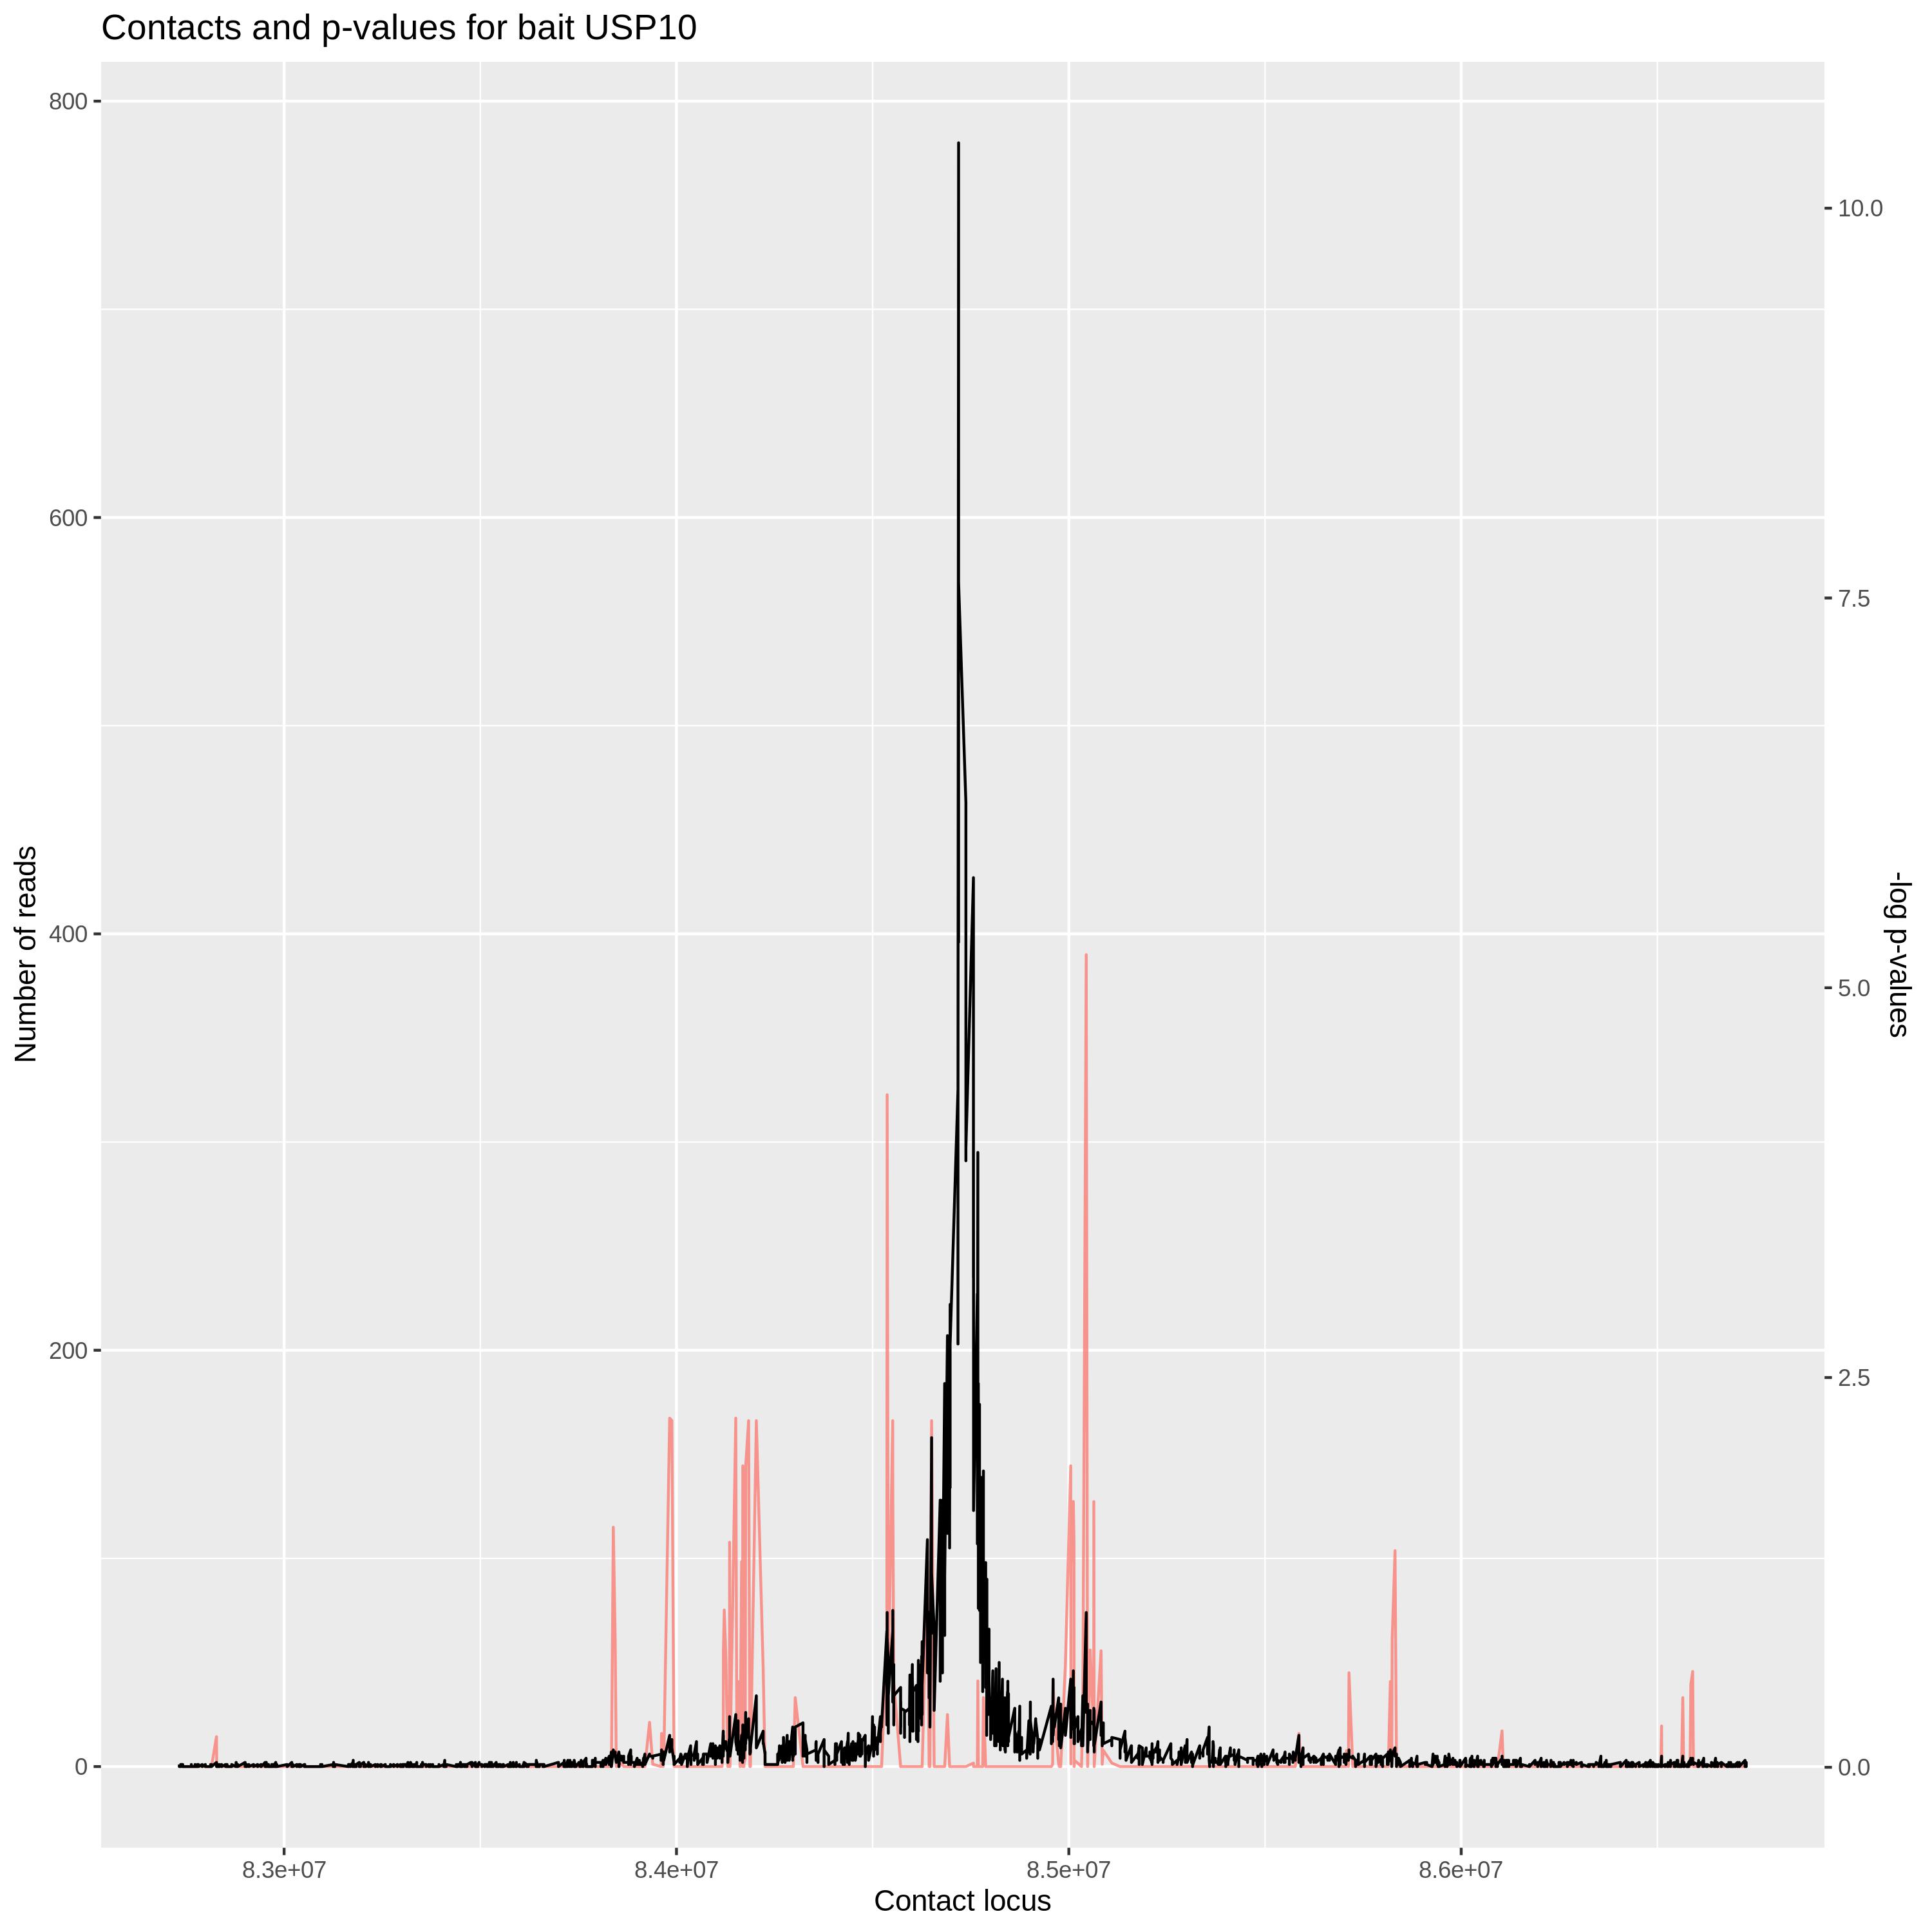 Contacts and p-values for bait USP10
800
600
400
200
0
Number of reads
10.0
7.5
5.0
2.5
0.0
-log p-values
8.3e+07
8.4e+07
8.5e+07
8.6e+07
Contact locus